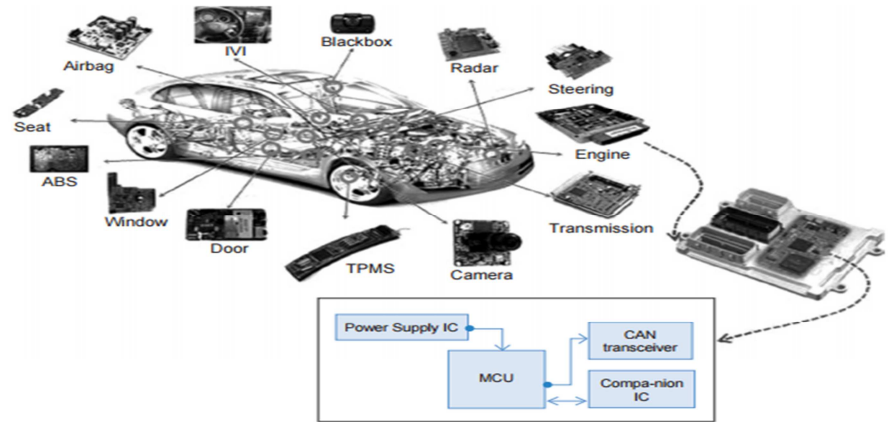 IVI
Blackbox
Airbag
Radar
Steering
Seat
Engine
ABS
Window
Door
TPMS
Camera
Transmission
Power Supply IC
CAN
transceiver
MCU
Compa-nion
IC